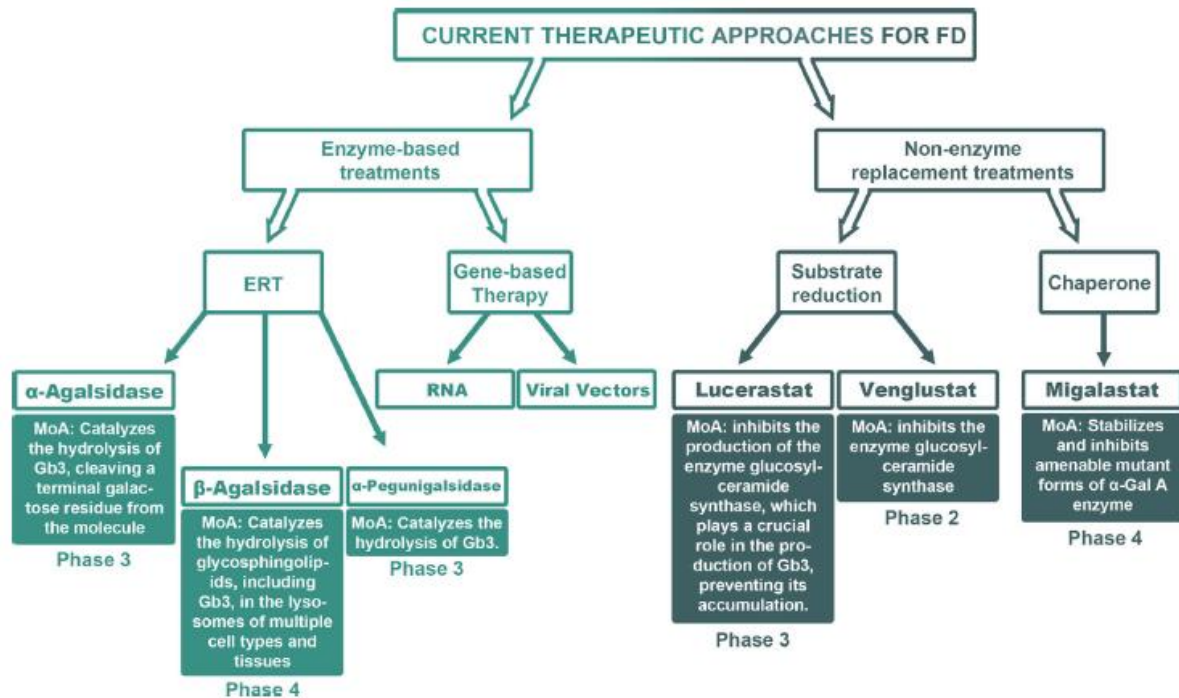 CURRENT THERAPEUTIC APPROACHES FOR FD
Enzyme-based
treatments
Non-enzyme
replacement treatments
ERT
Gene-based
Therapy
Substrate
reduction
Chaperone
α-Agalsidase
MoA: Catalyzes
the hydrolysis of
Gb3, cleaving a
terminal galac-
tose residue from
the molecule
Phase 3
β-Agalsidase
MoA: Catalyzes
the hydrolysis of
glycosphingolip-
ids, including
Gb3, in the lyso-
somes of multiple
cell types and
tissues
Phase 4
α-Pegunigalsidase
MoA: Catalyzes the
hydrolysis of Gb3.
Phase 3
RNA
Viral Vectors
Lucerastat
MoA: inhibits the
production of the
enzyme glucosyl-
ceramide
synthase, which
plays a crucial
role in the pro-
duction of Gb3,
preventing its
accumulation.
Phase 3
Venglustat
MoA: inhibits the
enzyme glucosyl-
ceramide
synthase
Phase 2
Migalastat
MoA: Stabilizes
and inhibits
amenable mutant
forms of α-Gal A
enzyme
Phase 4